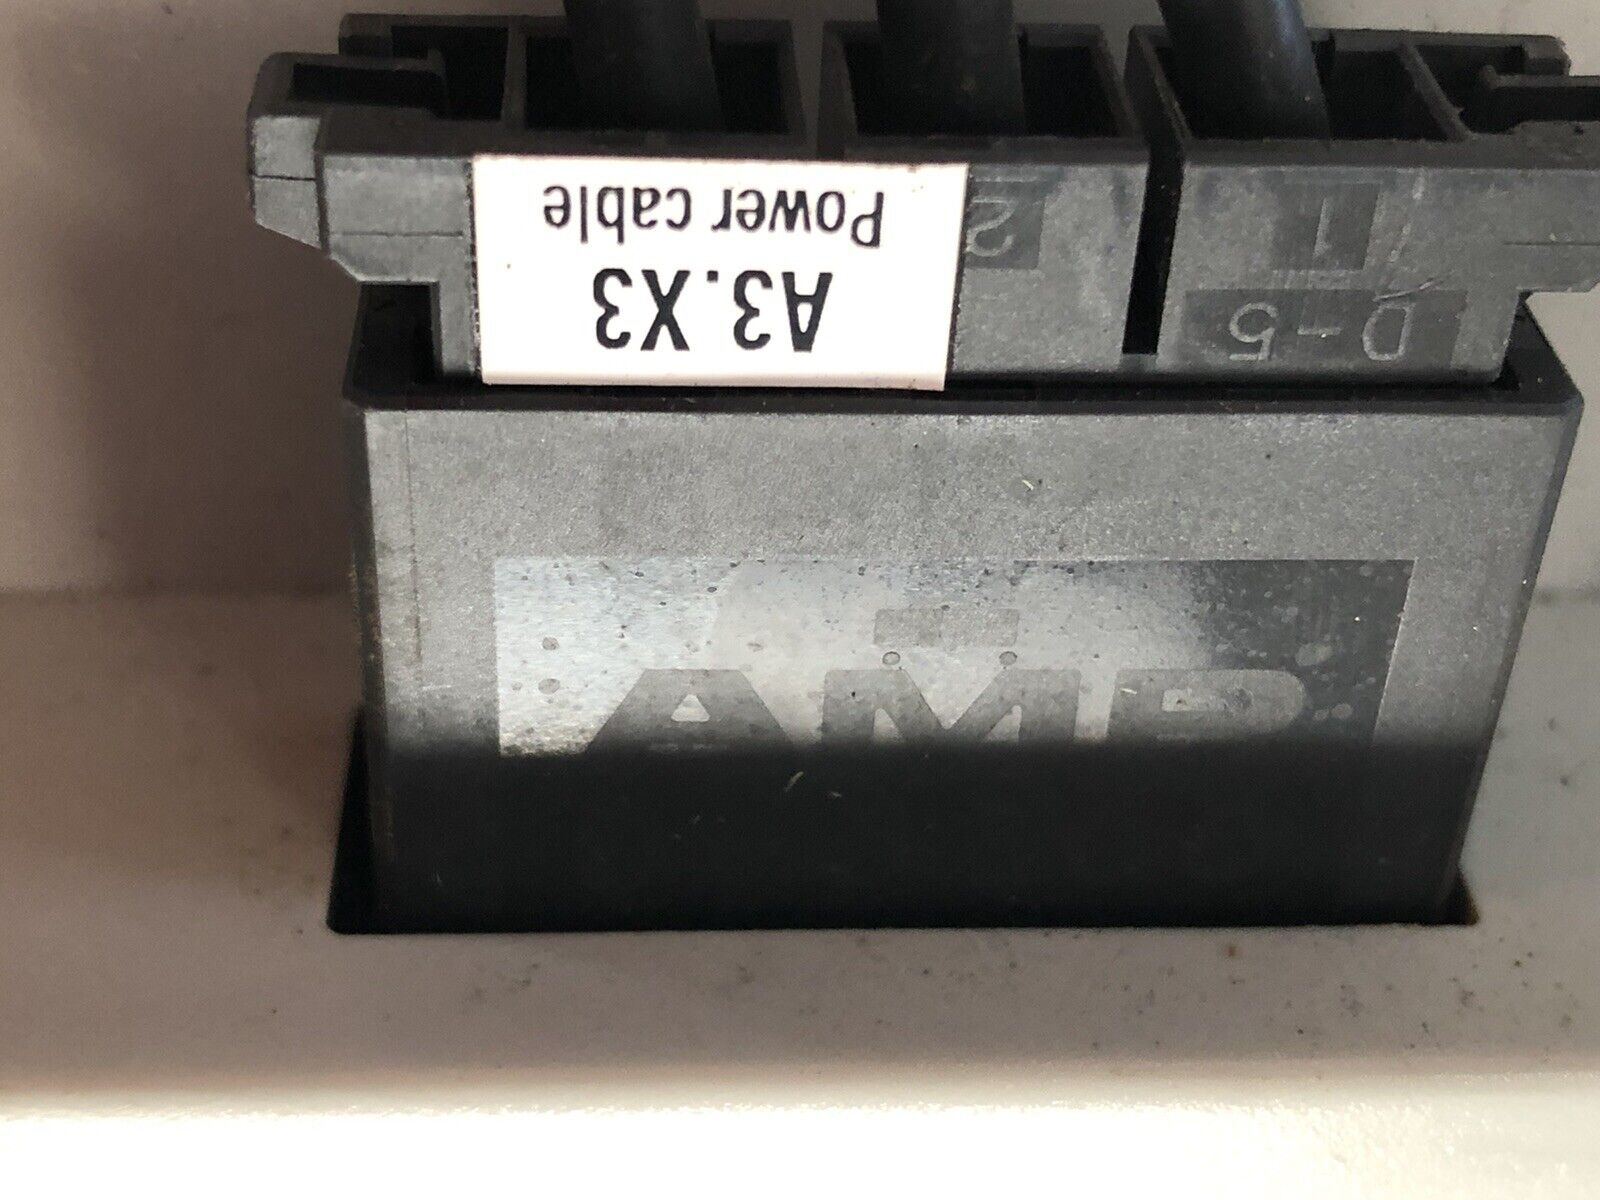 A3.X3
Power cable
1
2
D-5
AMP